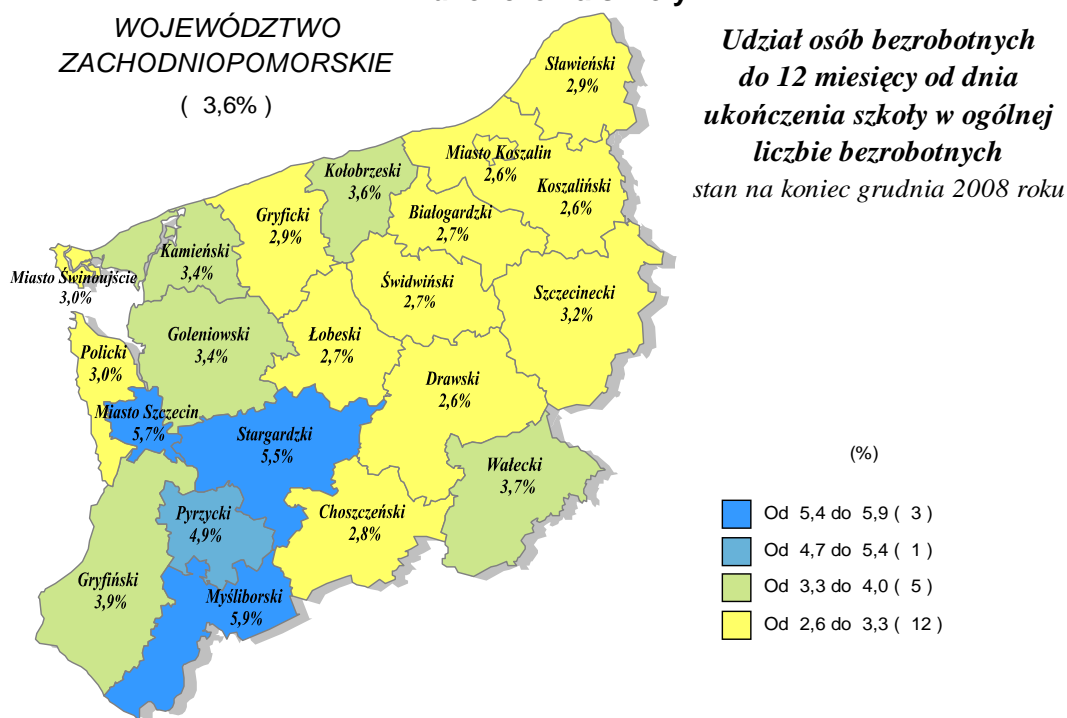 WOJEWÓDZTWO
ZACHODNIOPOMORSKIE
( 3,6% )
Udział osób bezrobotnych
do 12 miesięcy od dnia
ukończenia szkoły w ogólnej
liczbie bezrobotnych
stan na koniec grudnia 2008 roku
Sławieński
2,9%
Miasto Koszalin
2,6%
Kołobrzeski
3,6%
Koszaliński
2,6%
Gryficki
2,9%
Białogardzki
2,7%
Kamieński
3,4%
Miasto Świnoujście
3,0%
Świdwiński
2,7%
Szczecinecki
3,2%
Goleniowski
3,4%
Łobeski
2,7%
Policki
3,0%
Drawski
2,6%
Miasto Szczecin
5,7%
Stargardzki
5,5%
Wałecki
3,7%
Pyrzycki
4,9%
Choszczeński
2,8%
Gryfiński
3,9%
Myśliborski
5,9%
(%)
Od 5,4 do 5,9 ( 3 )
Od 4,7 do 5,4 ( 1 )
Od 3,3 do 4,0 ( 5 )
Od 2,6 do 3,3 ( 12 )